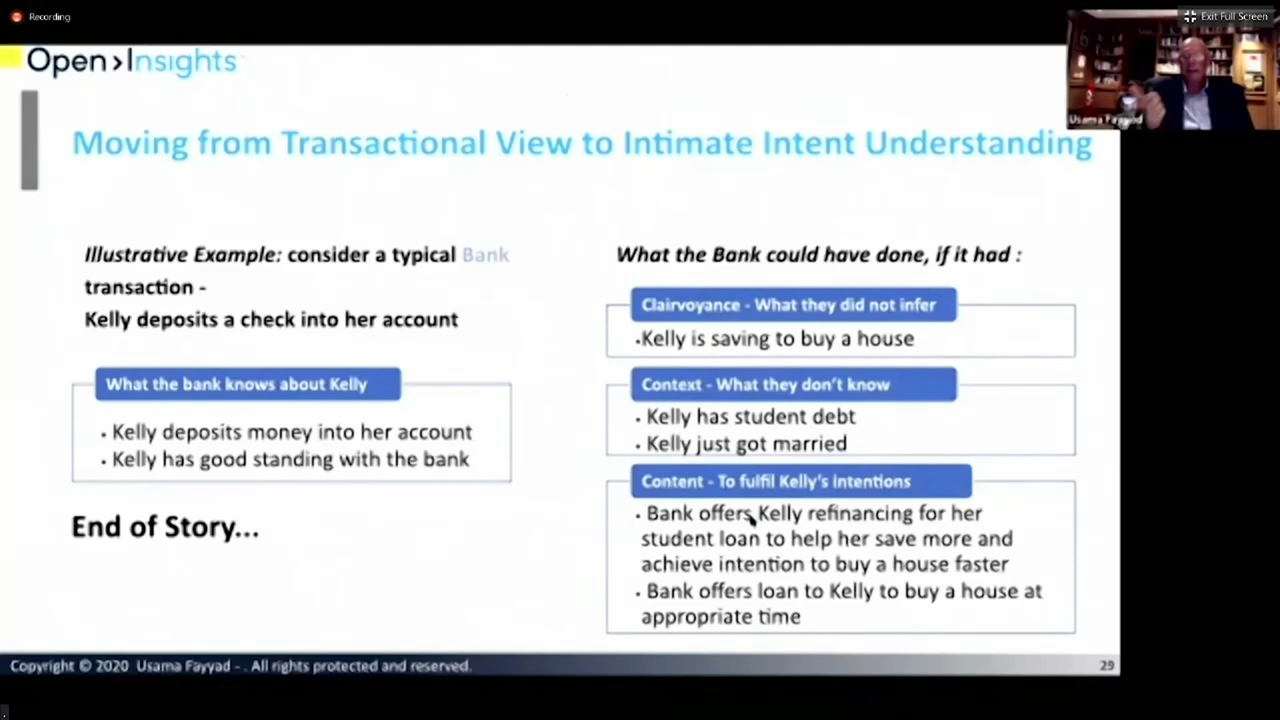 Recording
Exit Full Screen
Open›Insights
Usama Fayyad
Moving from Transactional View to Intimate Intent Understanding
Illustrative Example: consider a typical Bank
transaction -
Kelly deposits a check into her account
What the bank knows about Kelly
· Kelly deposits money into her account
· Kelly has good standing with the bank
End of Story...
What the Bank could have done, if it had :
Clairvoyance - What they did not infer
·Kelly is saving to buy a house
Context - What they don't know
· Kelly has student debt
· Kelly just got married
Content - To fulfil Kelly's intentions
· Bank offers Kelly refinancing for her
student loan to help her save more and
achieve intention to buy a house faster
· Bank offers loan to Kelly to buy a house at
appropriate time
Copyright © 2020 Usama Fayyad - . All rights protected and reserved.
29